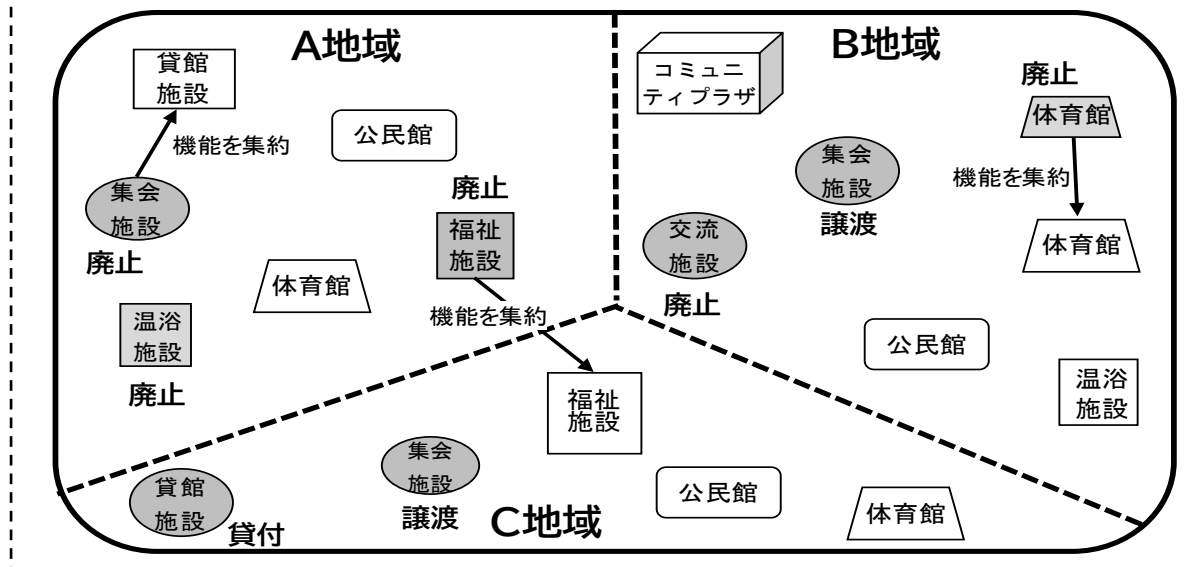 A地域
貸館
施設
機能を集約
公民館
集会
施設
廃止
廃止
福祉
施設
体育館
機能を集約
温浴
施設
廃止
B地域
コミュニ
ティプラザ
廃止
体育館
集会
施設
譲渡
機能を集約
交流
施設
廃止
体育館
公民館
温浴
施設
福祉
施設
集会
施設
譲渡
貸館
施設
貸付
C地域
公民館
体育館